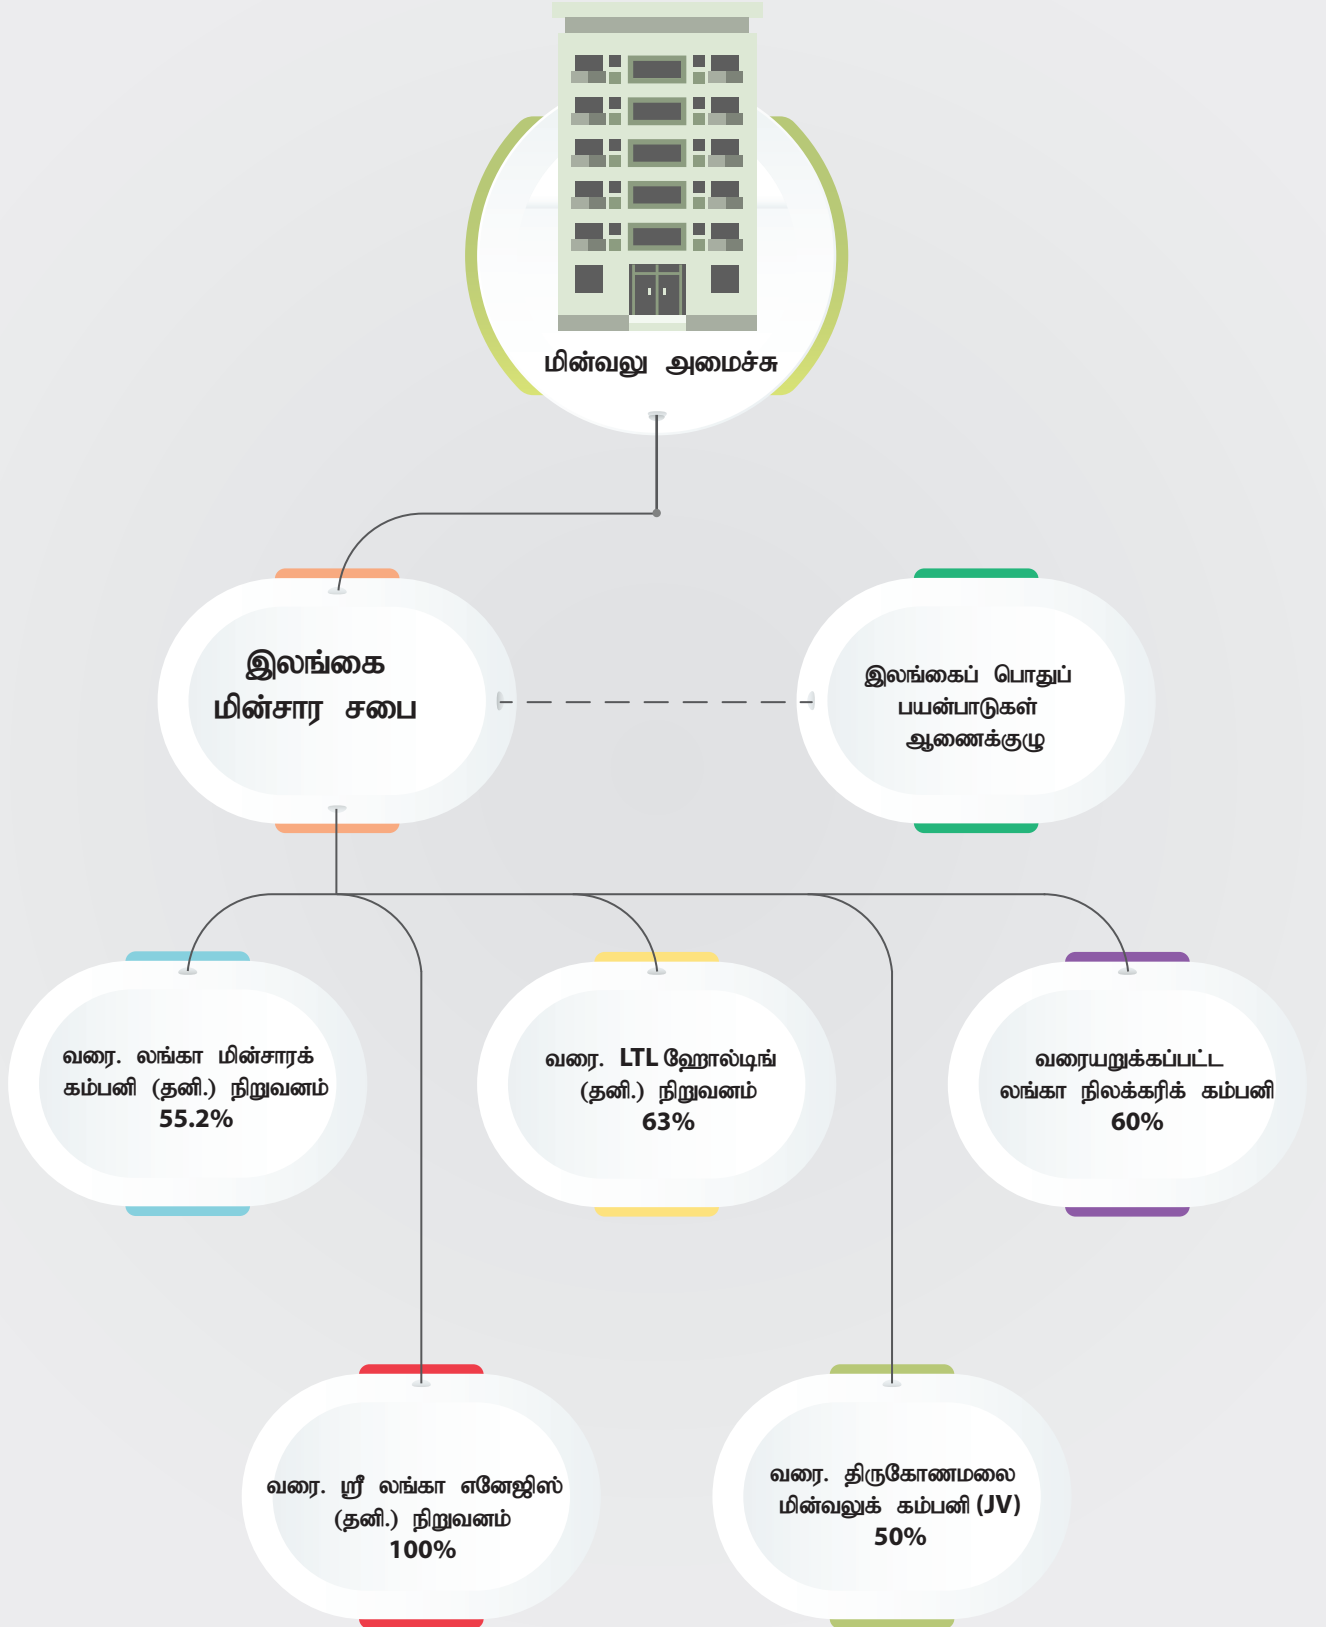 மின்வலு அமைச்சு
இலங்கை
மின்சார சபை
இலங்கைப் பொதுப்
பயன்பாடுகள்
ஆணைக்குழு
வரை. லங்கா மின்சாரக்
கம்பனி (தனி.) நிறுவனம்
55.2%
வரை. LTL ஹோல்டிங்
(தனி.) நிறுவனம்
63%
வரையறுக்கப்பட்ட
லங்கா நிலக்கரிக் கம்பனி
60%
வரை. ஸ்ரீ லங்கா எனேஜிஸ்
(தனி.) நிறுவனம்
100%
வரை. திருகோணமலை
மின்வலுக் கம்பனி (JV)
50%